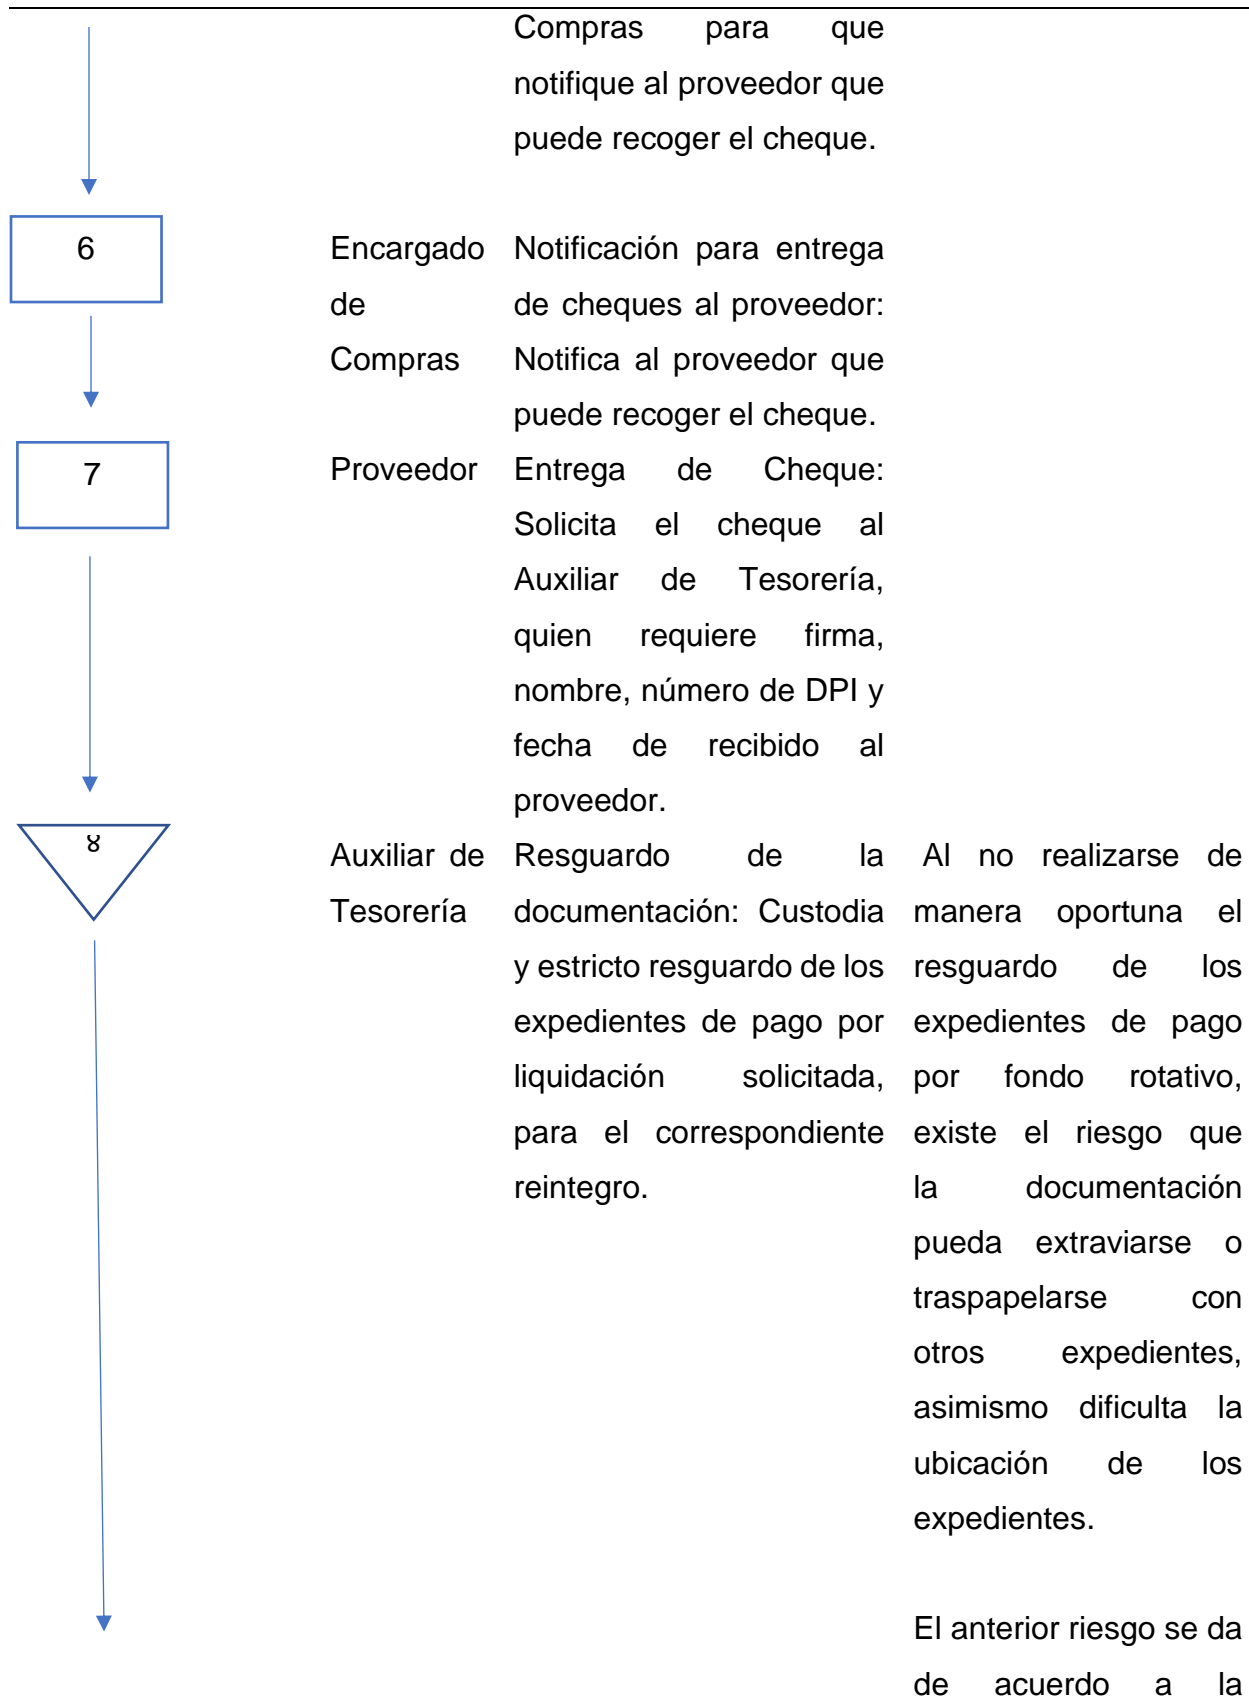 Compras para que
notifique al proveedor que
puede recoger el cheque.
6
Encargado
de
Compras
Notificación para entrega
de cheques al proveedor:
Notifica al proveedor que
puede recoger el cheque.
7
Proveedor
Entrega de Cheque:
Solicita el cheque al
Auxiliar de Tesorería,
quien requiere firma,
nombre, número de DPI y
fecha de recibido al
proveedor.
8
Auxiliar de
Tesorería
Resguardo de la
documentación: Custodia
y estricto resguardo de los
expedientes de pago por
liquidación solicitada,
para el correspondiente
reintegro.
Al no realizarse de
manera oportuna el
resguardo de los
expedientes de pago
por fondo rotativo,
existe el riesgo que
la documentación
pueda extraviarse o
traspapelarse con
otros expedientes,
asimismo dificulta la
ubicación de los
expedientes.
El anterior riesgo se da
de acuerdo a la